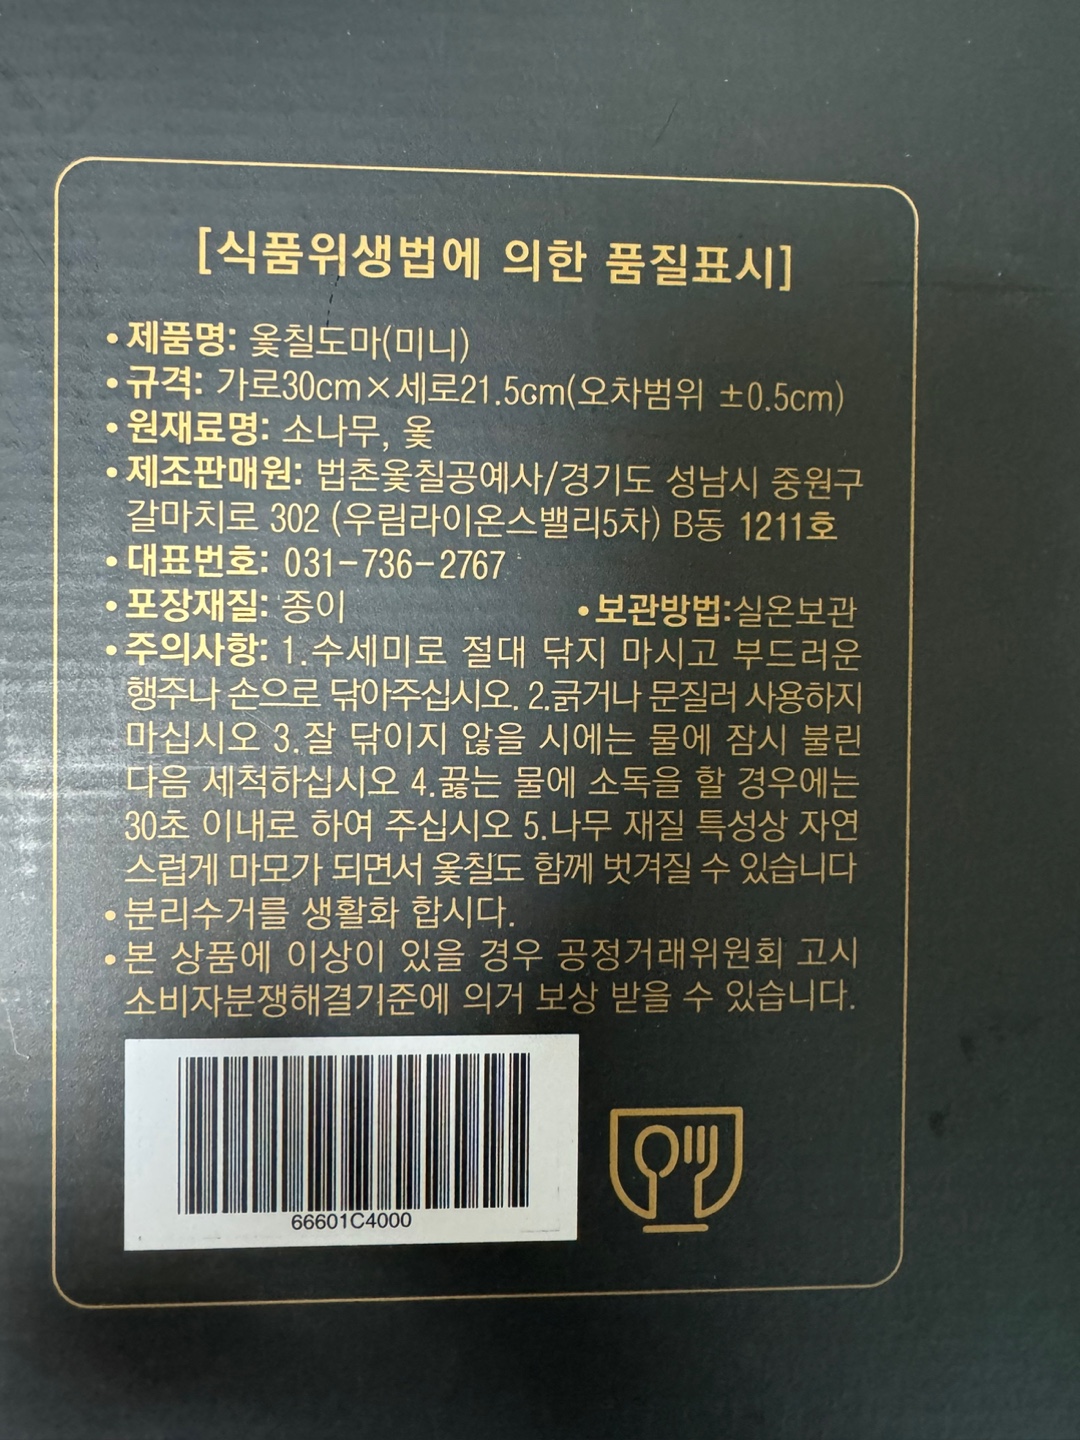 [식품위생법에 의한 품질표시]
•제품명: 옻칠도마(미니)
•규격: 가로30cm×세로21.5cm(오차범위 ±0.5cm)
•원재료명: 소나무, 옻
•제조판매원: 법촌옻칠공예사/경기도 성남시 중원구
갈마치로 302 (우림라이온스밸리5차) B동 1211호
•대표번호: 031-736-2767
•포장재질: 종이 •보관방법:실온보관
•주의사항: 1.수세미로 절대 닦지 마시고 부드러운
행주나 손으로 닦아주십시오. 2.긁거나 문질러 사용하지
마십시오 3.잘 닦이지 않을 시에는 물에 잠시 불린
다음 세척하십시오 4.끓는 물에 소독을 할 경우에는
30초 이내로 하여 주십시오 5.나무 재질 특성상 자연
스럽게 마모가 되면서 옻칠도 함께 벗겨질 수 있습니다
•분리수거를 생활화 합시다.
•본 상품에 이상이 있을 경우 공정거래위원회 고시
소비자분쟁해결기준에 의거 보상 받을 수 있습니다.
66601C4000